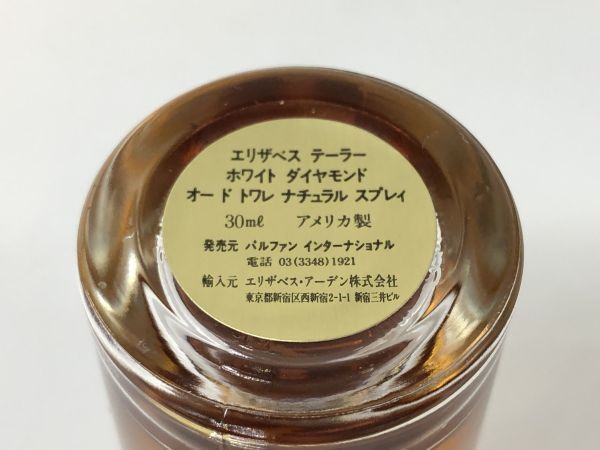 エリザベス テーラー
ホワイト ダイヤモンド
オード トワレ ナチュラル スプレィ
30mℓ アメリカ製
発売元 パルファン インターナショナル
電話 03(3348)1921
輸入元 エリザベス・アーデン株式会社
東京都新宿区西新宿2-1-1 新宿三井ビル